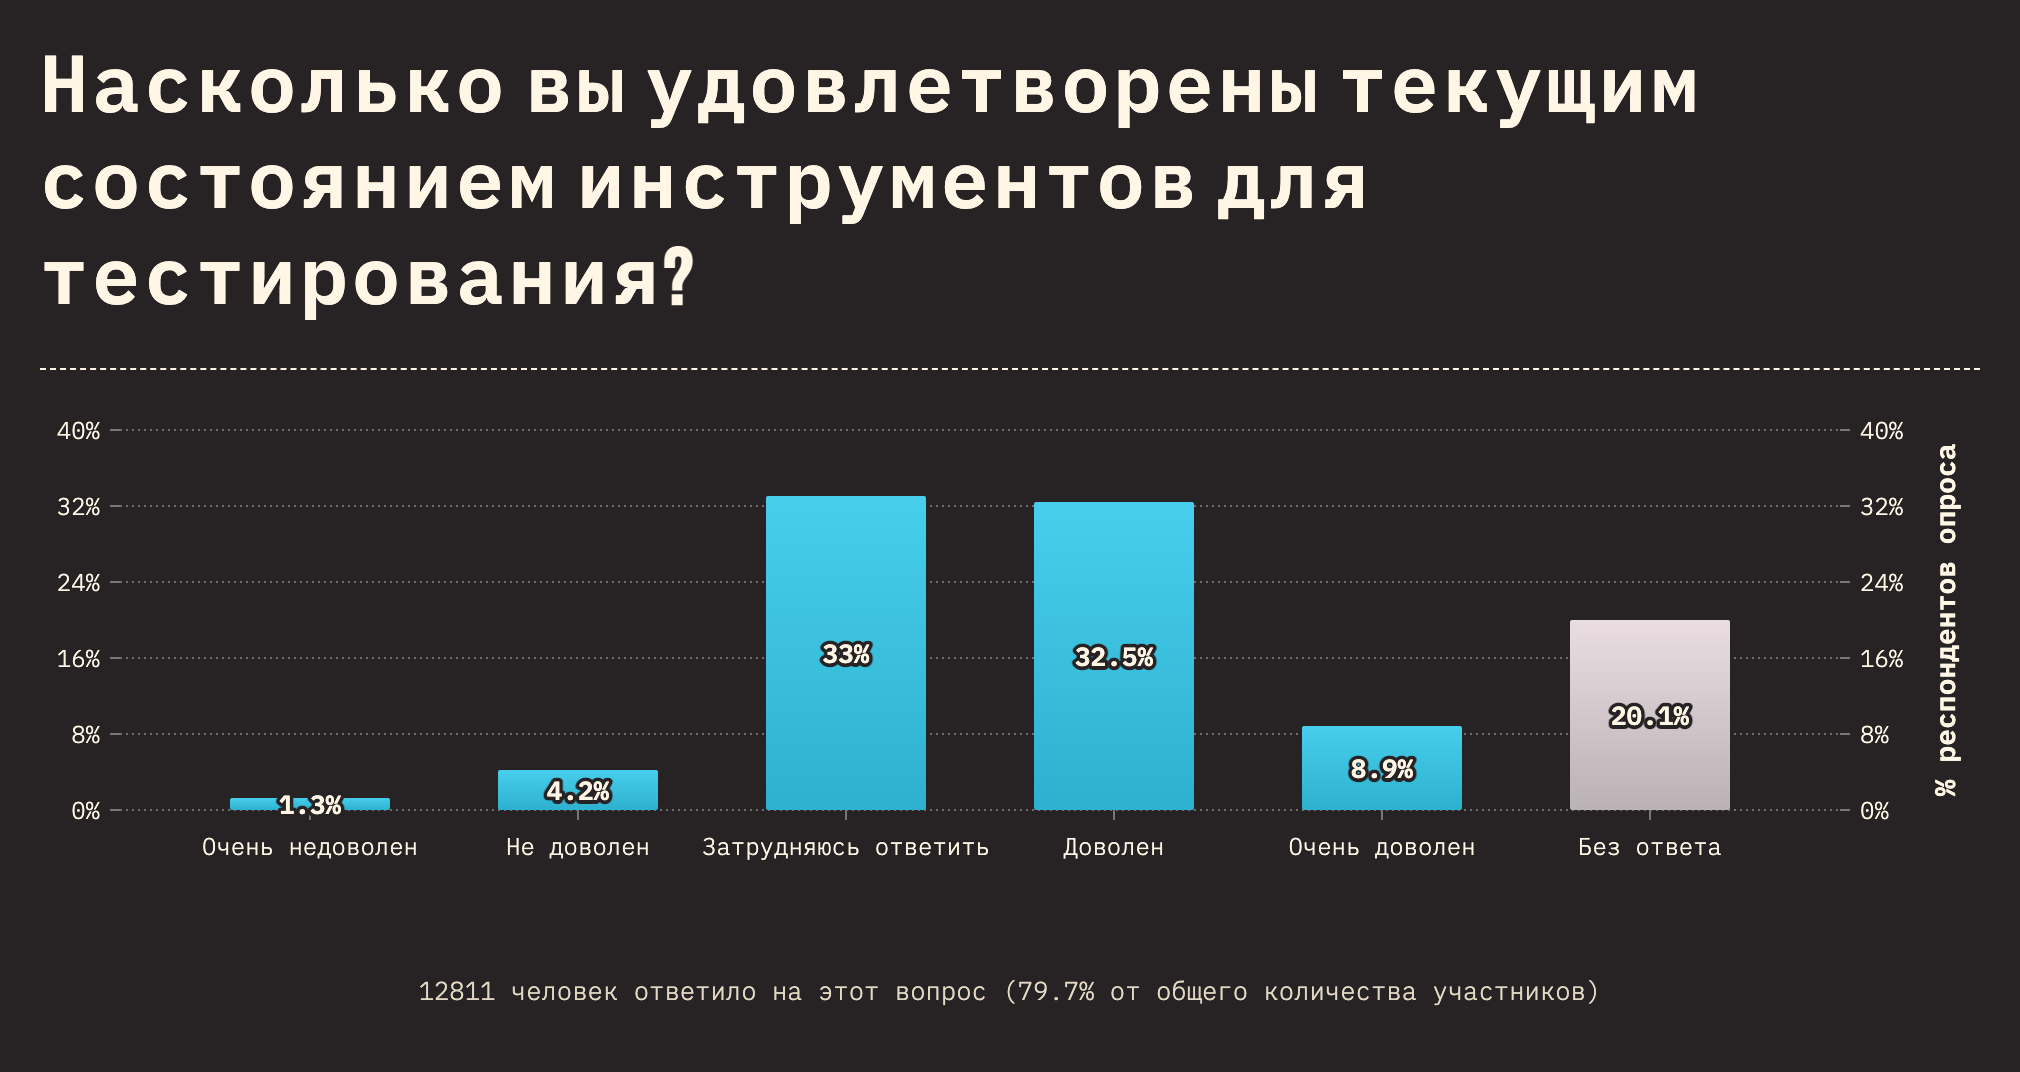 Насколько вы удовлетворены текущим
состоянием инструментов для
тестирования?
40%
32%
24%
16%
8%
0%
40%
32%
24%
16%
8%
0%
% респондентов опроса
1.3%
4.2%
33%
32.5%
8.9%
20.1%
Очень недоволен
Не доволен
Затрудняюсь ответить
Доволен
Очень доволен
Без ответа
12811 человек ответило на этот вопрос (79.7% от общего количества участников)